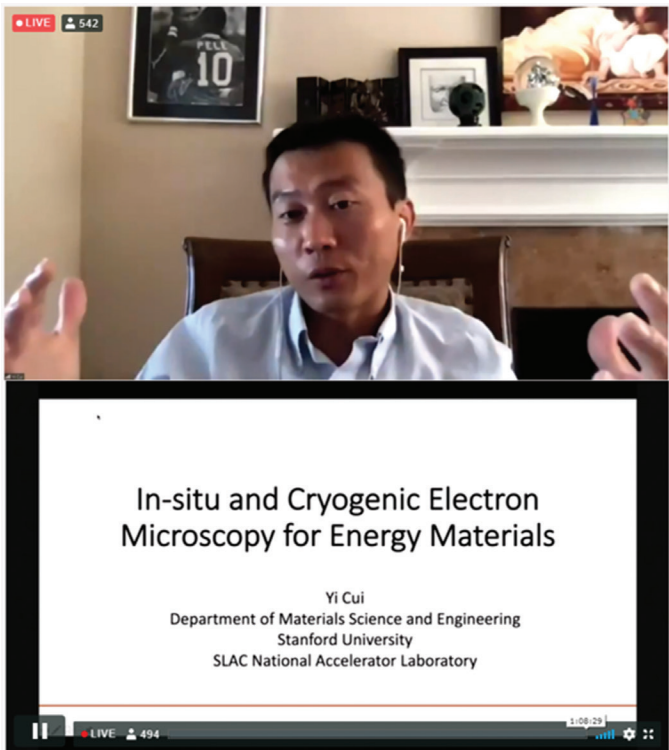 LIVE 542
PELE
10
In-situ and Cryogenic Electron
Microscopy for Energy Materials
Yi Cui
Department of Materials Science and Engineering
Stanford University
SLAC National Accelerator Laboratory
1:08:29
LIVE 494